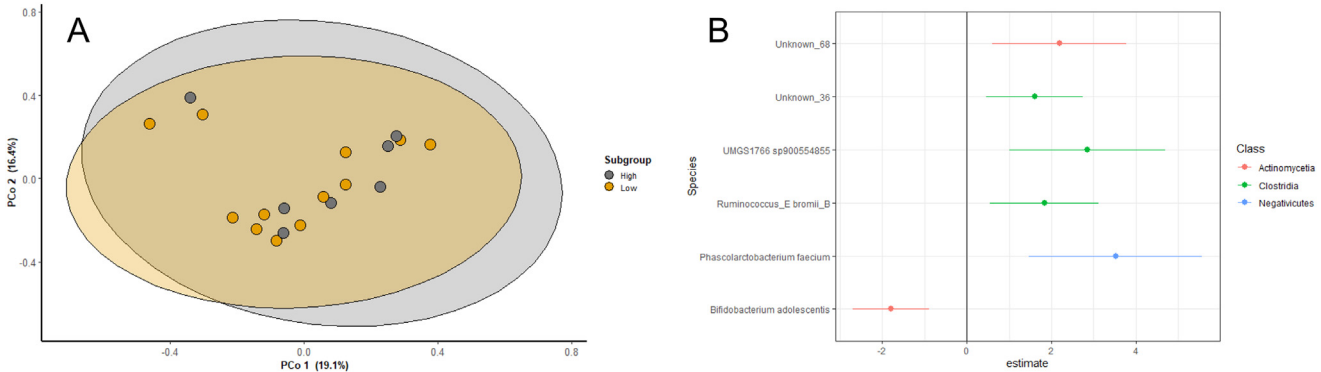 A
0.8
0.4
0.0
-0.4
PCo 2 (16.4%)
-0.4
0.0
0.4
0.8
PCo 1 (19.1%)
Subgroup
High
Low
B
Unknown_68
Unknown_36
UMGS1766 sp900554855
Ruminococcus_E bromii_B
Phascolarctobacterium faecium
Bifidobacterium adolescentis
Species
-2
0
2
4
estimate
Class
Actinomycetia
Clostridia
Negativicutes